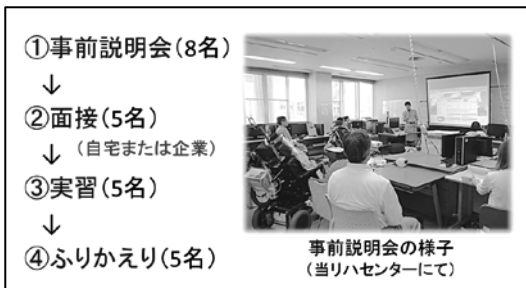 ①事前説明会(8名)
↓
②面接(5名)
↓ (自宅または企業)
③実習(5名)
↓
④ふりかえり(5名)
事前説明会の様子
(当リハセンターにて)